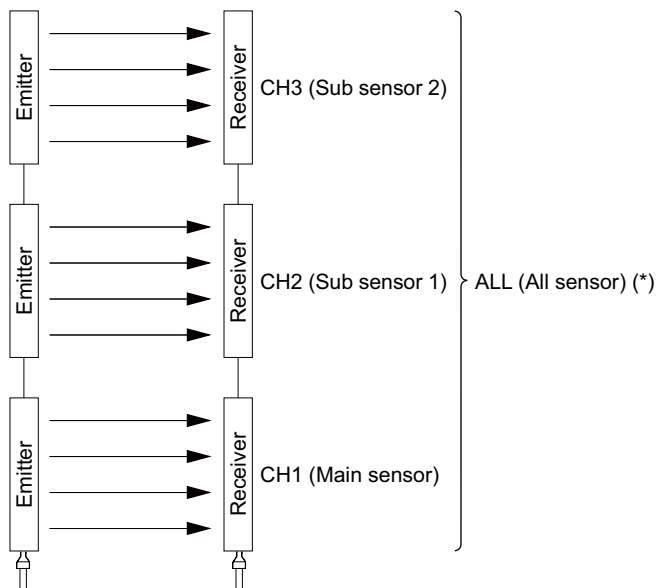 Emitter
Receiver
CH3 (Sub sensor 2)
Emitter
Receiver
CH2 (Sub sensor 1)
ALL (All sensor) (*)
Emitter
Receiver
CH1 (Main sensor)